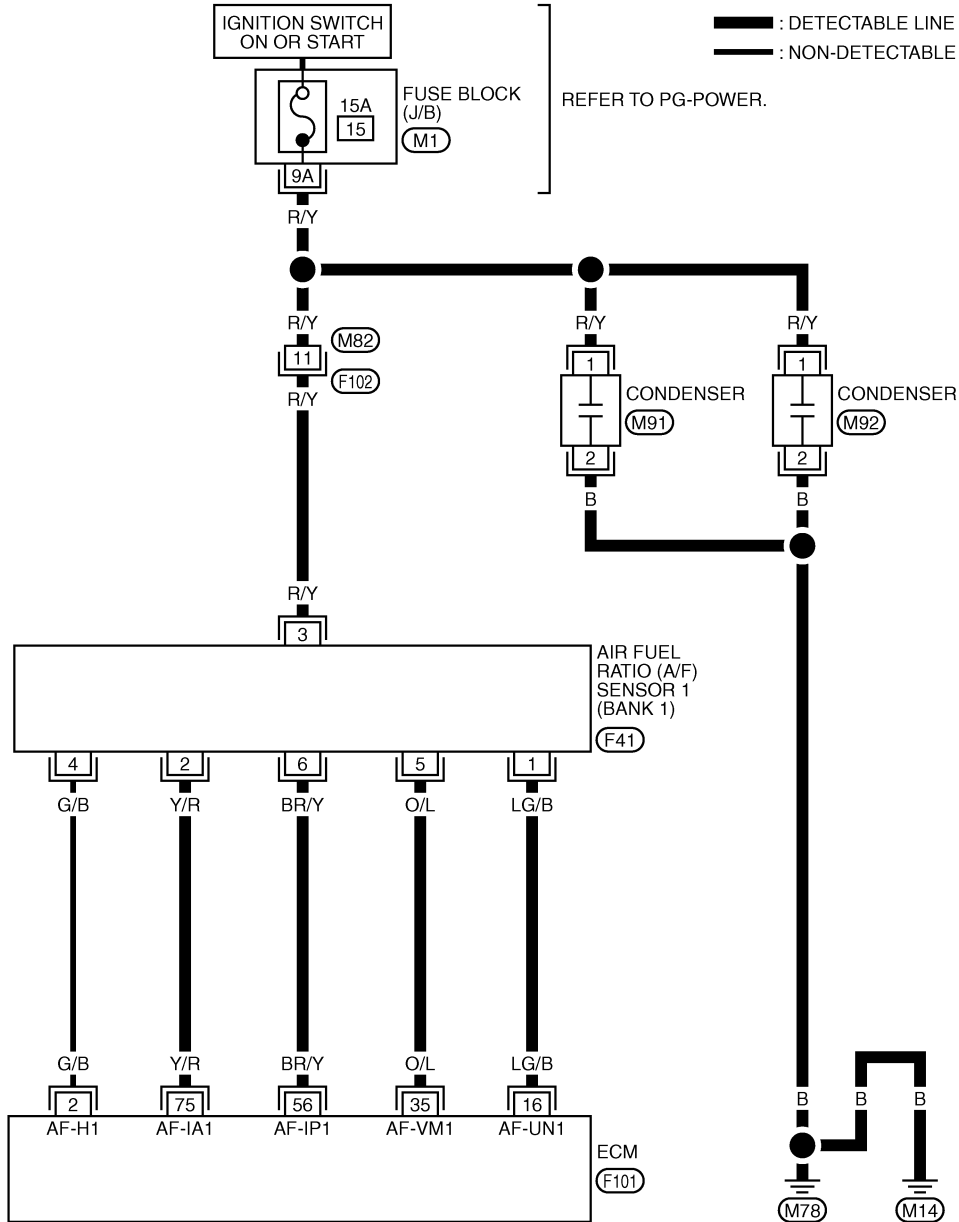 IGNITION SWITCH
ON OR START
: DETECTABLE LINE
: NON-DETECTABLE
FUSE BLOCK
(J/B)
M1
15A
15
REFER TO PG-POWER.
9A
R/Y
R/Y
R/Y
R/Y
M82
11
F102
R/Y
1
1
CONDENSER
M91
CONDENSER
M92
2
2
B
B
R/Y
3
AIR FUEL
RATIO (A/F)
SENSOR 1
(BANK 1)
F41
4
2
6
5
1
G/B
Y/R
BR/Y
O/L
LG/B
G/B
Y/R
BR/Y
O/L
LG/B
2
75
56
35
16
AF-H1
AF-IA1
AF-IP1
AF-VM1
AF-UN1
ECM
F101
B
B
B
M78
M14